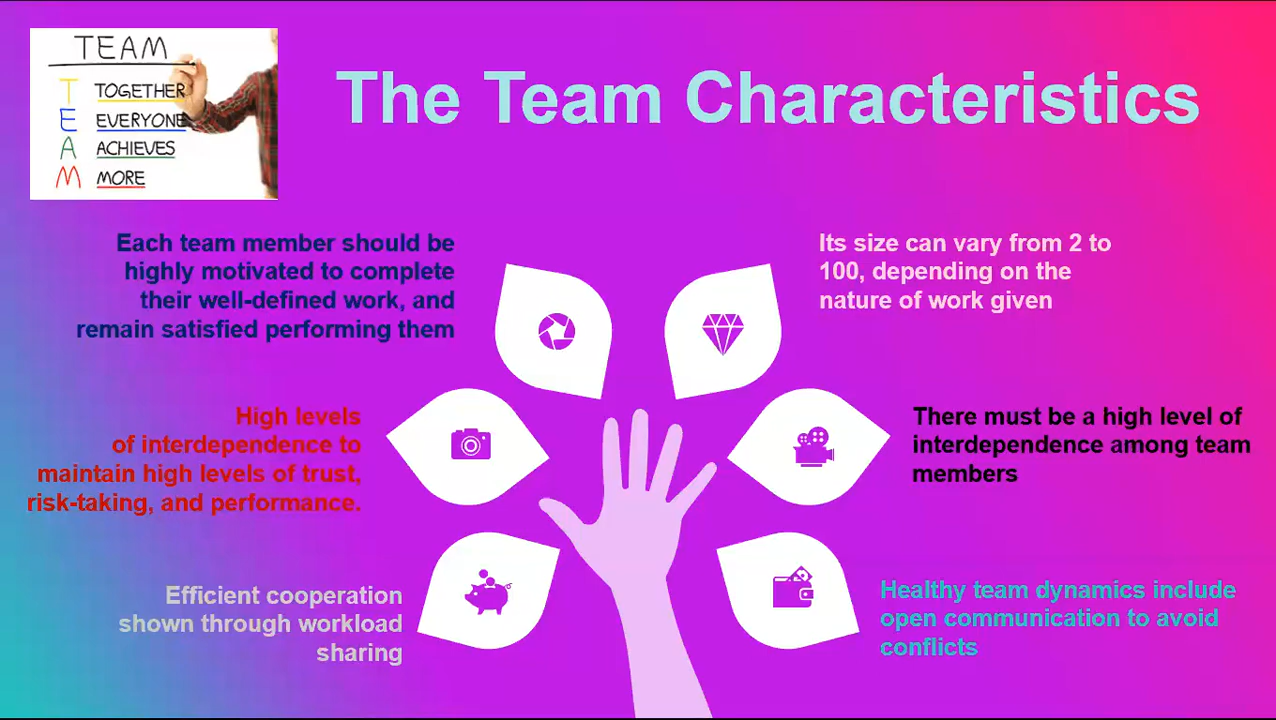 TEAM
T TOGETHER
E EVERYONE
A ACHIEVES
M MORE
The Team Characteristics
Each team member should be
highly motivated to complete
their well-defined work, and
remain satisfied performing them
Its size can vary from 2 to
100, depending on the
nature of work given
High levels
of interdependence to
maintain high levels of trust,
risk-taking, and performance.
There must be a high level of
interdependence among team
members
Efficient cooperation
shown through workload
sharing
Healthy team dynamics include
open communication to avoid
conflicts